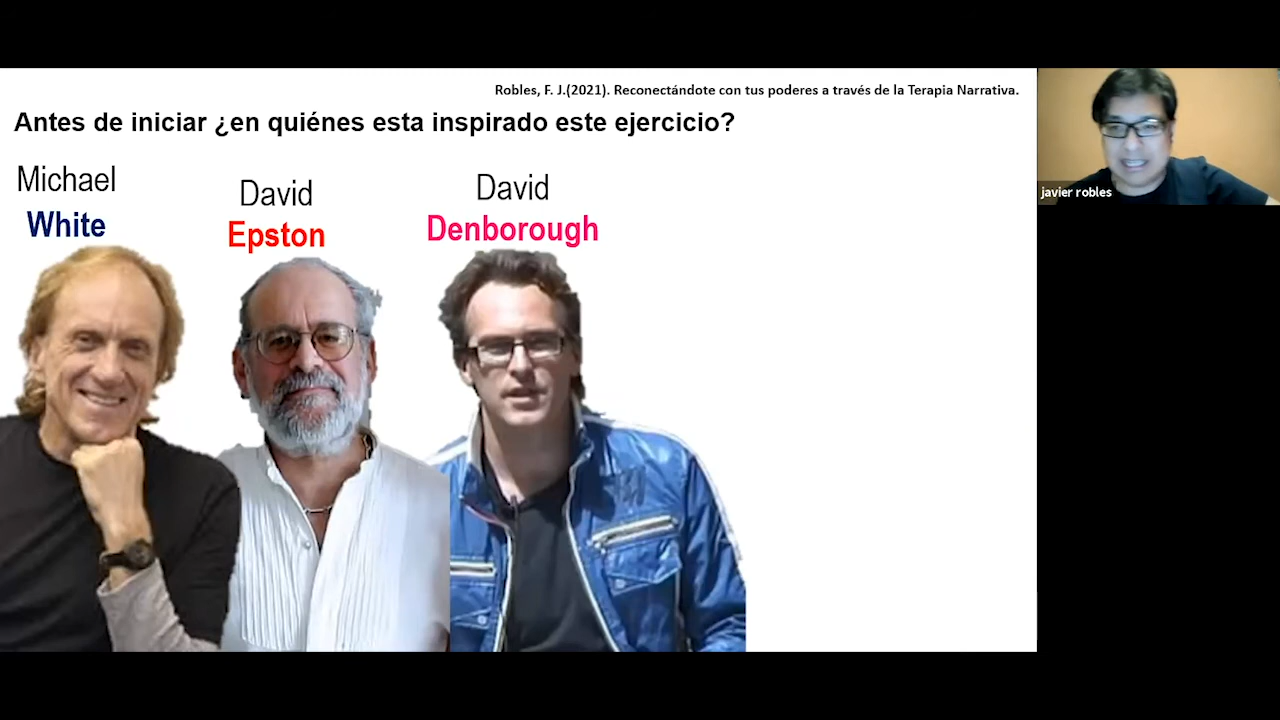 Robles, F. J.(2021). Reconectándote con tus poderes a través de la Terapia Narrativa.
Antes de iniciar ¿en quiénes esta inspirado este ejercicio?
Michael
White
David
Epston
David
Denborough
javier robles